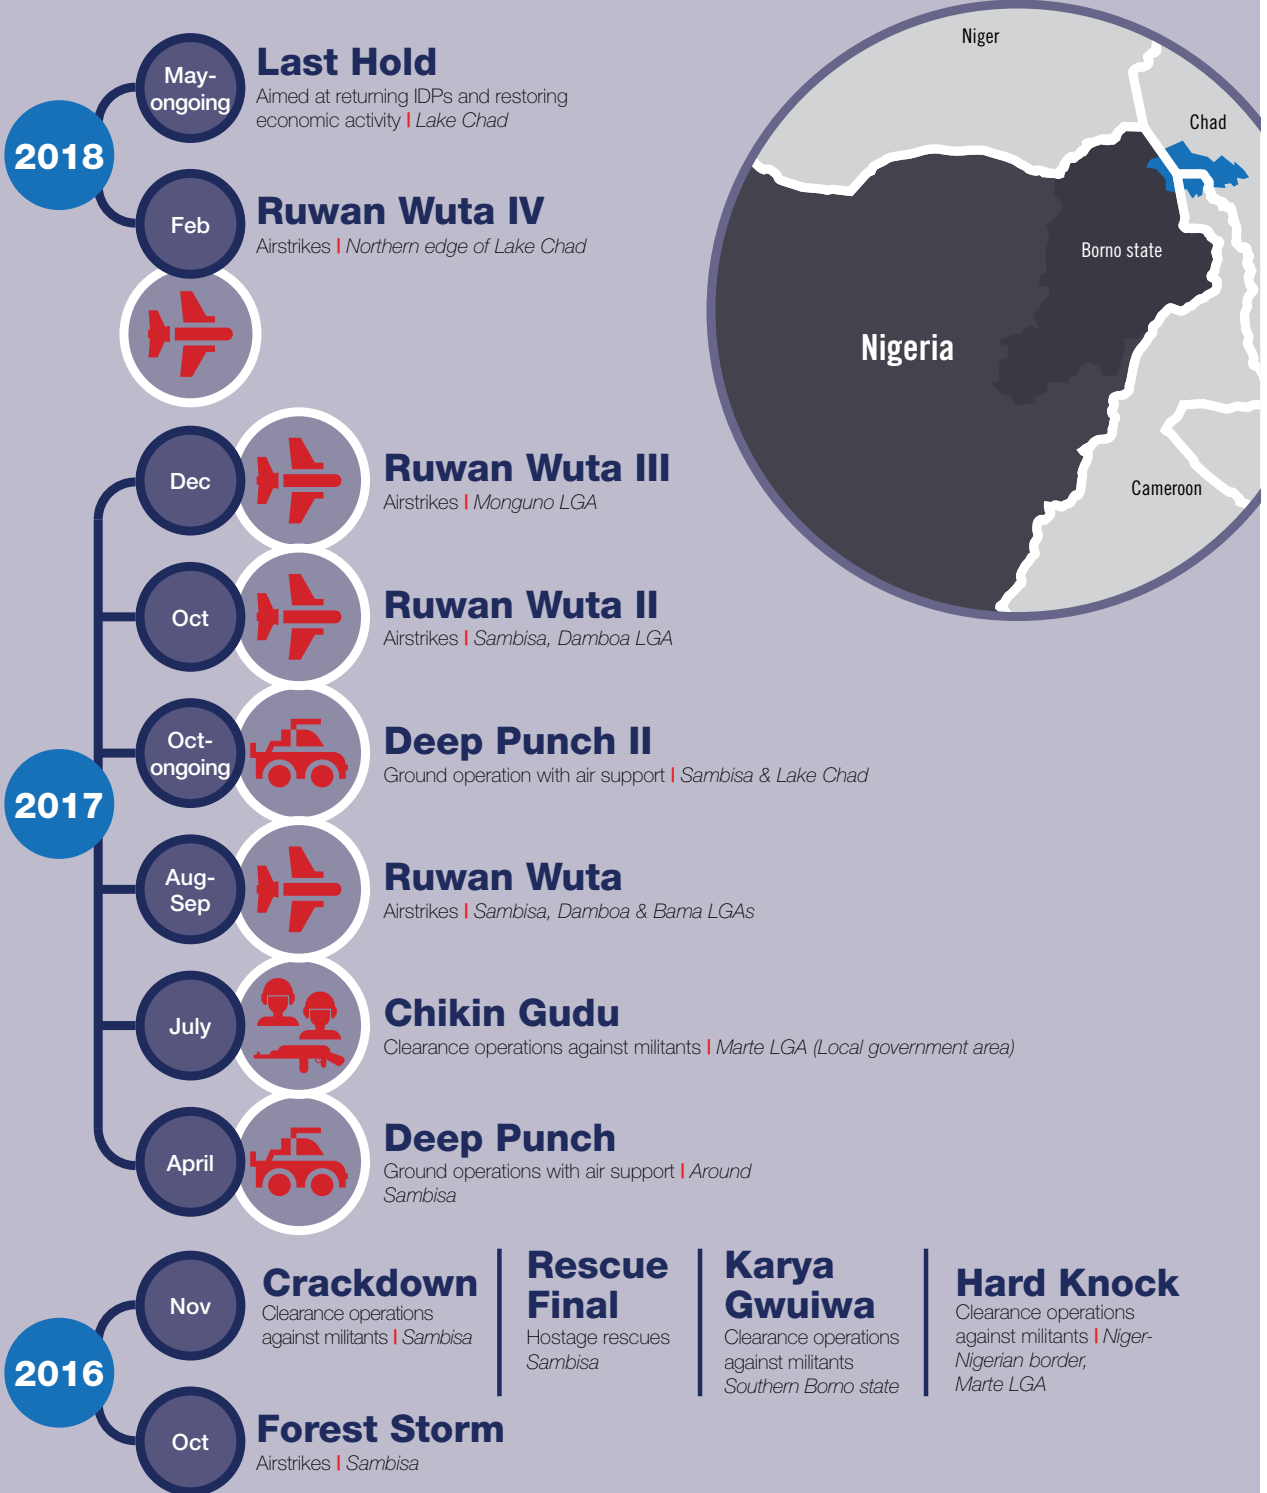 2018
May-
ongoing
Last Hold
Aimed at returning IDPs and restoring
economic activity | Lake Chad
Feb
Ruwan Wuta IV
Airstrikes | Northern edge of Lake Chad
Niger
Chad
Borno state
Nigeria
Cameroon
2017
Dec
Ruwan Wuta III
Airstrikes | Monguno LGA
Oct
Ruwan Wuta II
Airstrikes | Sambisa, Damboa LGA
Oct-
ongoing
Deep Punch II
Ground operation with air support | Sambisa & Lake Chad
Aug-
Sep
Ruwan Wuta
Airstrikes | Sambisa, Damboa & Bama LGAs
July
Chikin Gudu
Clearance operations against militants | Marte LGA (Local government area)
April
Deep Punch
Ground operations with air support | Around
Sambisa
2016
Nov
Crackdown
Clearance operations
against militants | Sambisa
Rescue
Final
Hostage rescues
Sambisa
Karya
Gwuiwa
Clearance operations
against militants
Southern Borno state
Hard Knock
Clearance operations
against militants | Niger-
Nigerian border,
Marte LGA
Oct
Forest Storm
Airstrikes | Sambisa